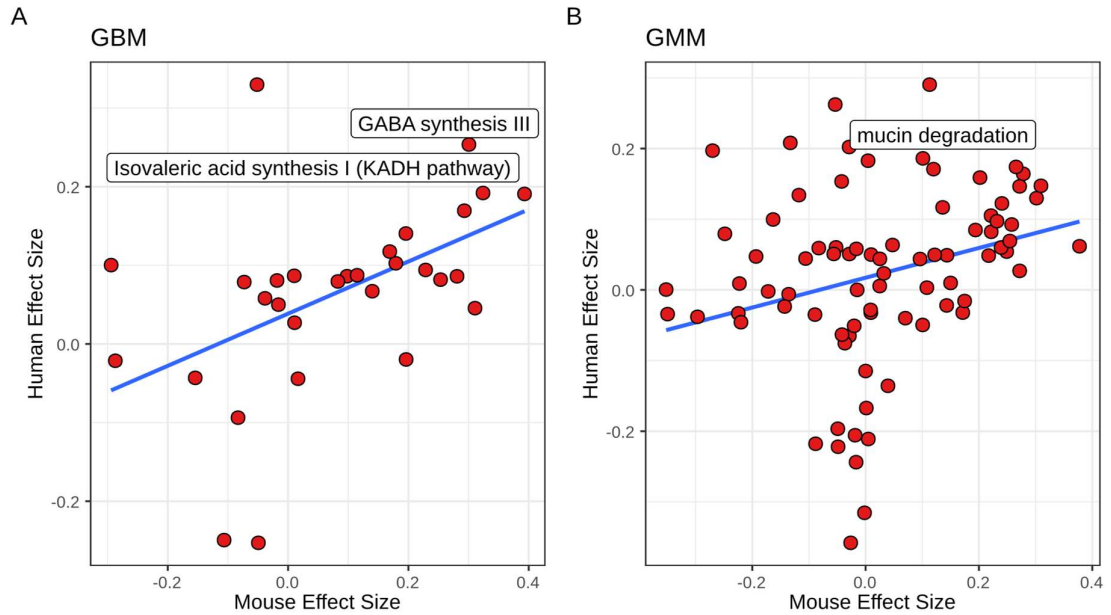 A
GBM
GABA synthesis III
Isovaleric acid synthesis I (KADH pathway)
0.2
0.0
-0.2
Human Effect Size
-0.2
0.0
0.2
0.4
Mouse Effect Size
B
GMM
mucin degradation
0.2
0.0
-0.2
Human Effect Size
-0.2
0.0
0.2
0.4
Mouse Effect Size